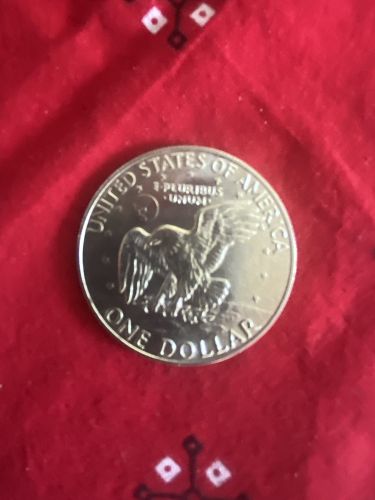 UNITED STATES OF AMERICA
E·PLURIBUS
·UNUM·
ONE DOLLAR